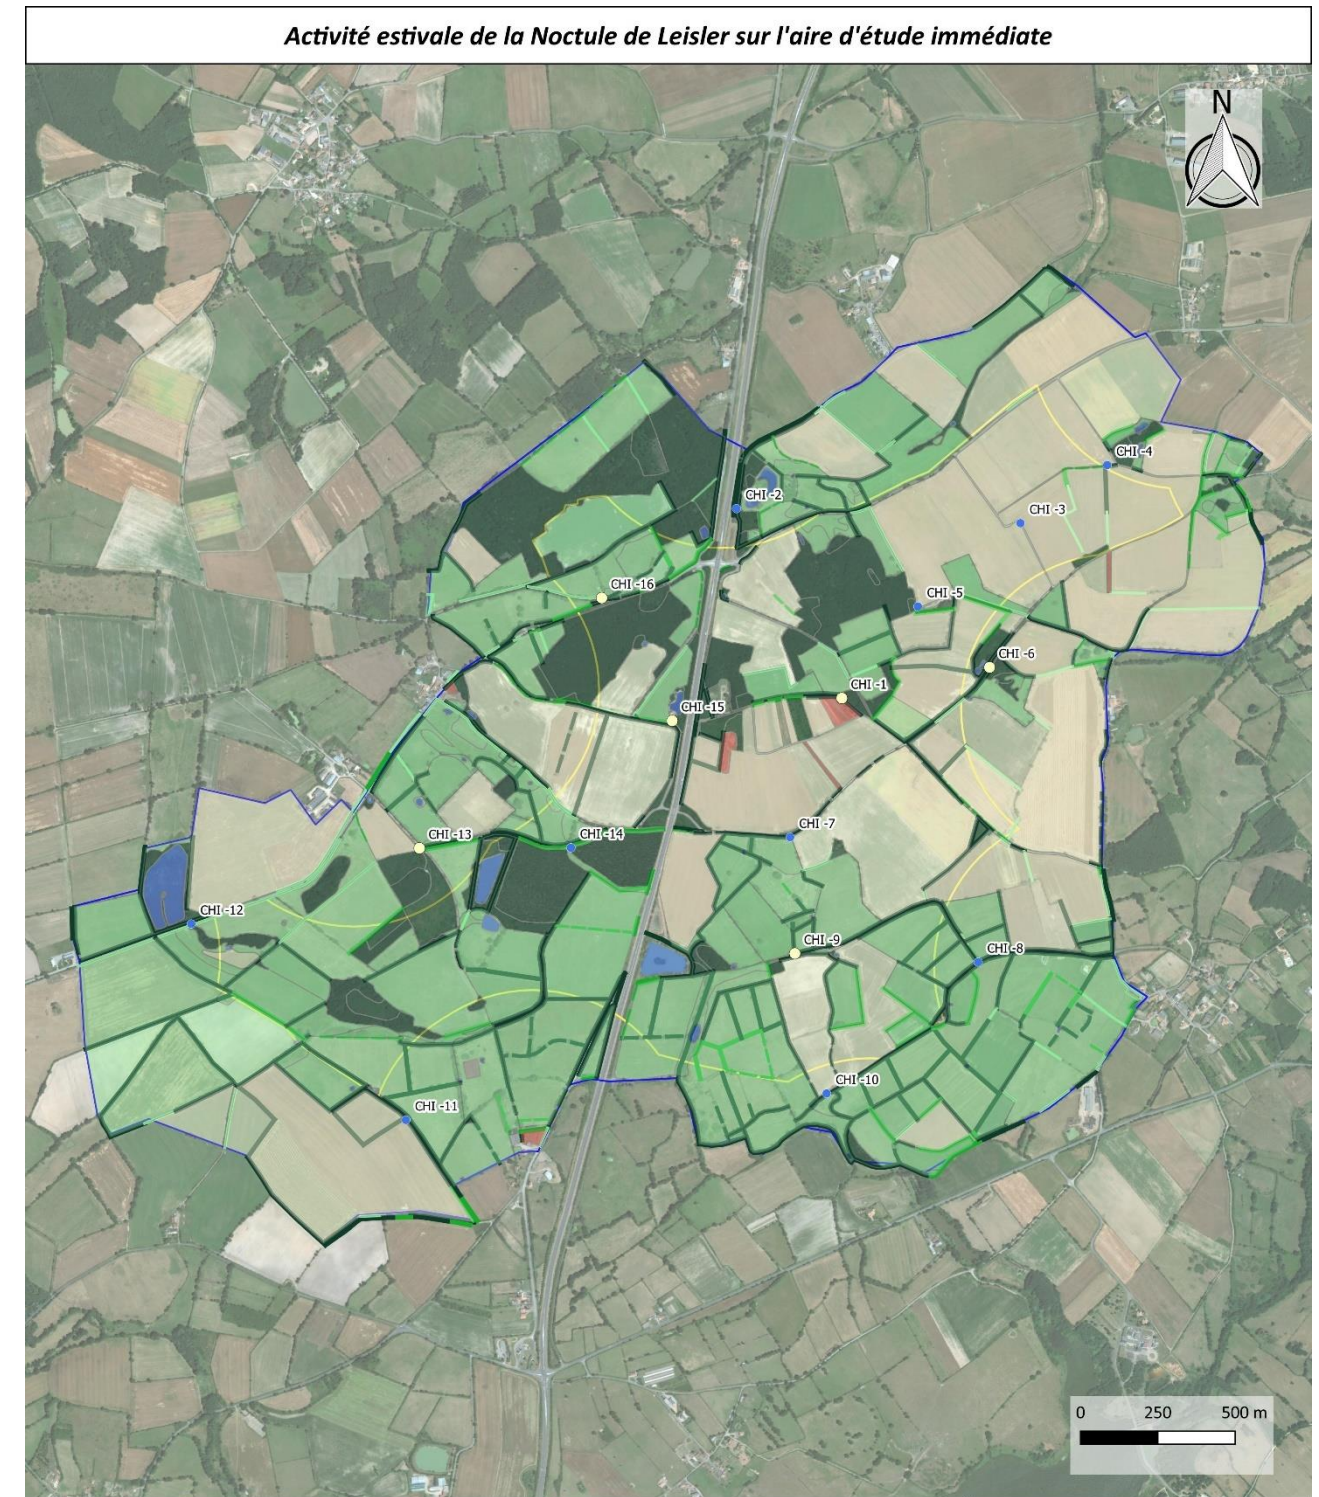 Activité estivale de la Noctule de Leisler sur l'aire d'étude immédiate
N
CHI -4
CHI -2
CHI -3
CHI -16
CHI -5
CHI -6
CHI -1
CHI -15
CHI -7
CHI -13
CHI -14
CHI -12
CHI -9
CHI -8
CHI -10
CHI -11
0 250 500 m